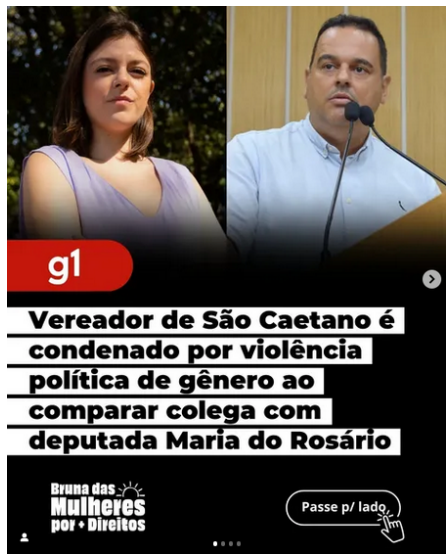 g1
Vereador de São Caetano é
condenado por violência
política de gênero ao
comparar colega com
deputada Maria do Rosário
Bruna das
Mulheres
por + Direitos
Passe p/ lado